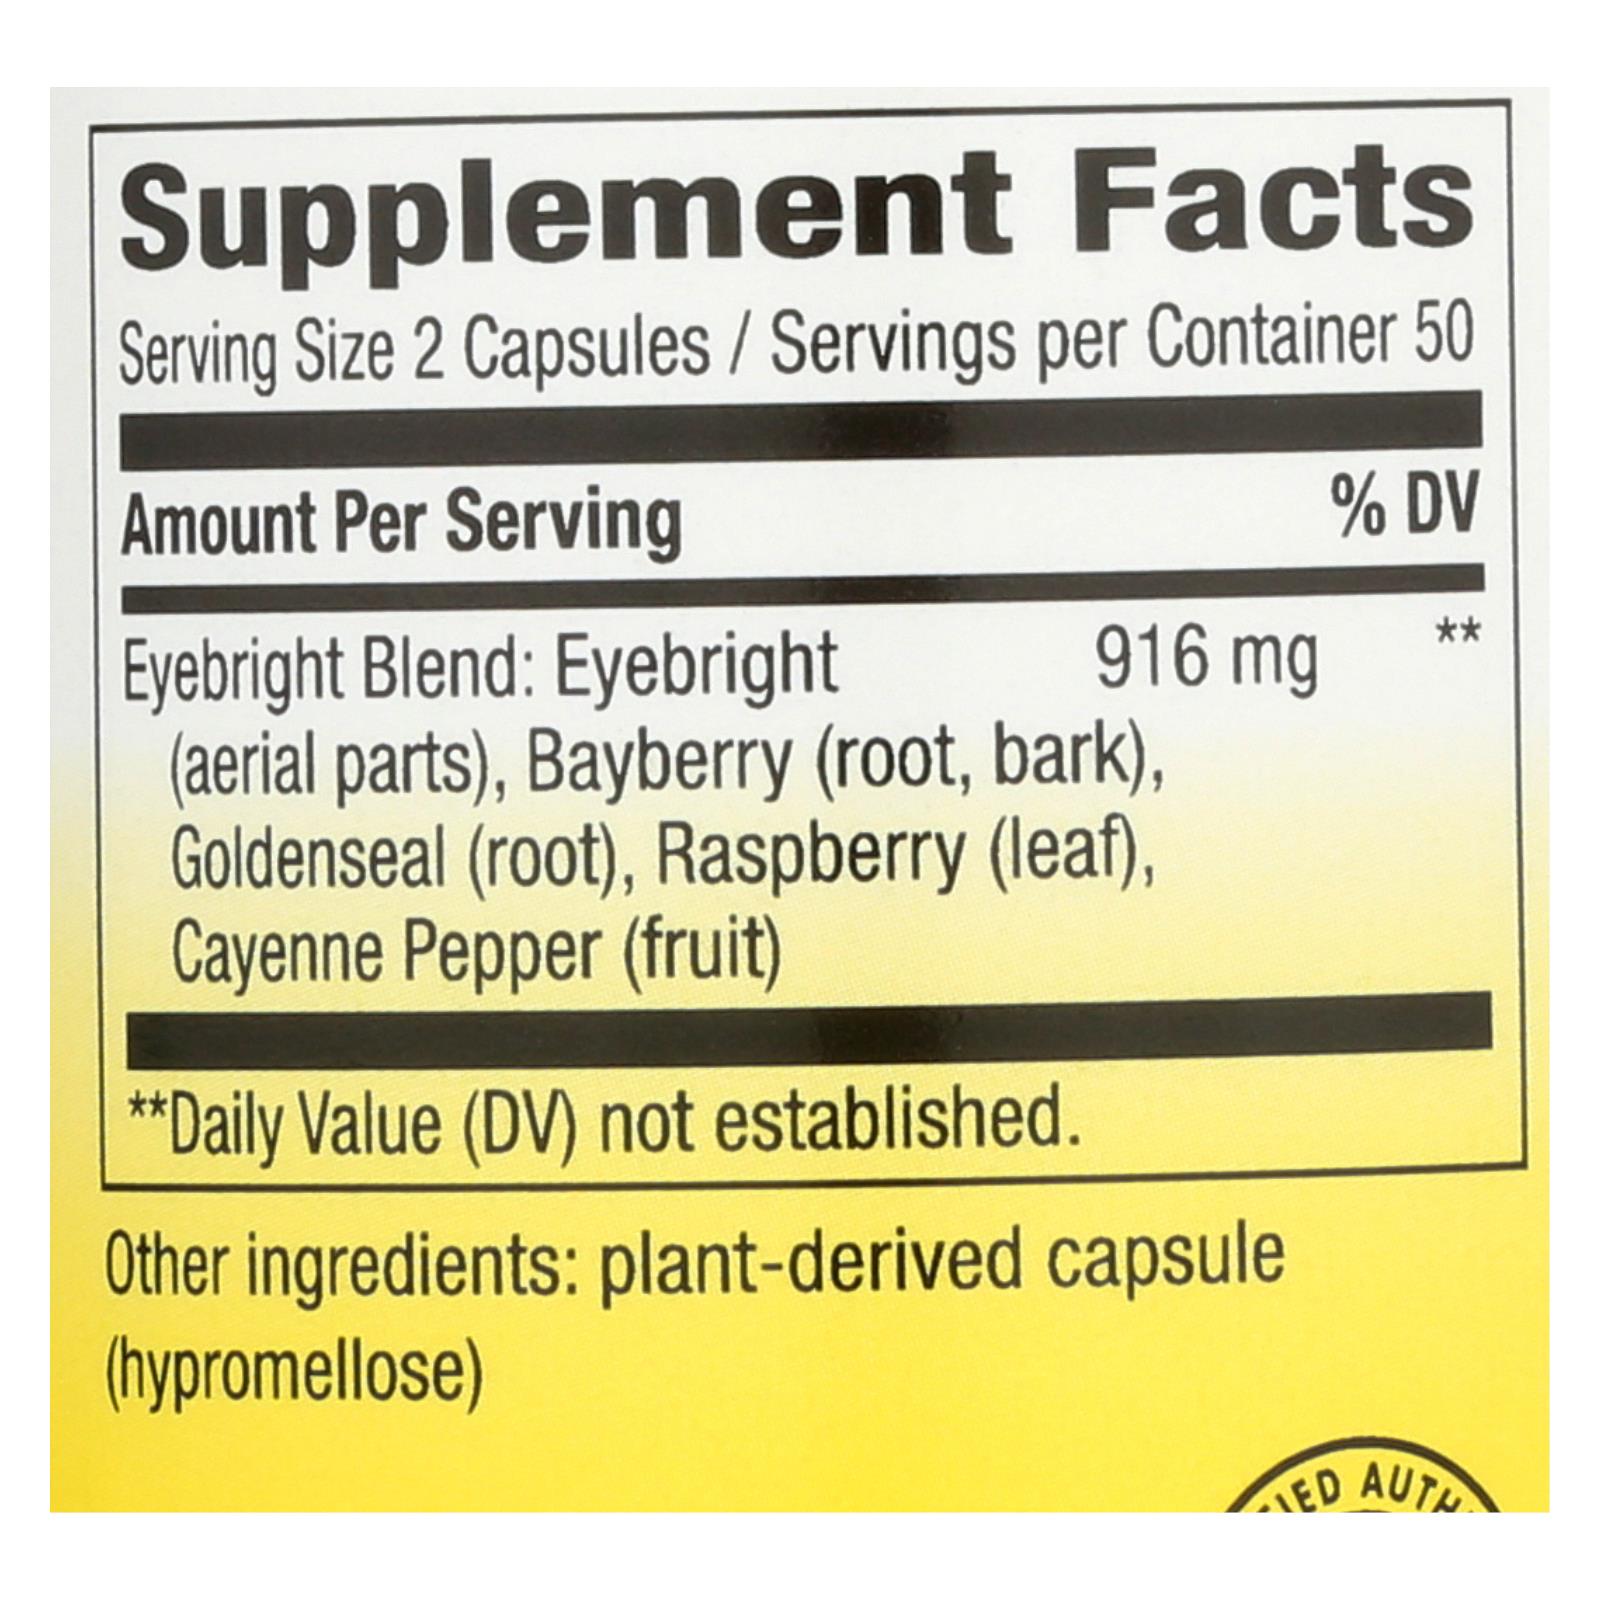 Supplement Facts
Serving Size 2 Capsules / Servings per Container 50
Amount Per Serving % DV
Eyebright Blend: Eyebright 916 mg **
(aerial parts), Bayberry (root, bark),
Goldenseal (root), Raspberry (leaf),
Cayenne Pepper (fruit)
**Daily Value (DV) not established.
Other ingredients: plant-derived capsule
(hypromellose)